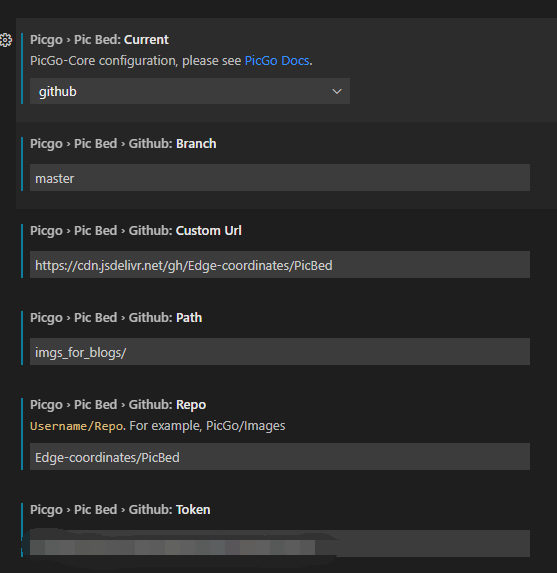 Picgo › Pic Bed: Current
PicGo-Core configuration, please see PicGo Docs.
github
Picgo › Pic Bed › Github: Branch
master
Picgo › Pic Bed › Github: Custom Url
https://cdn.jsdelivr.net/gh/Edge-coordinates/PicBed
Picgo › Pic Bed › Github: Path
imgs_for_blogs/
Picgo › Pic Bed › Github: Repo
Username/Repo. For example, PicGo/Images
Edge-coordinates/PicBed
Picgo › Pic Bed › Github: Token